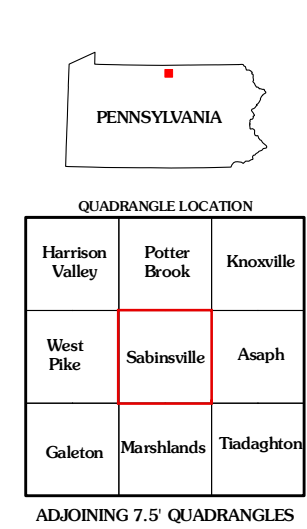 PENNSYLVANIA
QUADRANGLE LOCATION
Harrison
Valley
Potter
Brook
Knoxville
West
Pike
Sabinsville
Asaph
Galeton
Marshlands
Tiadaghton
ADJOINING 7.5' QUADRANGLES